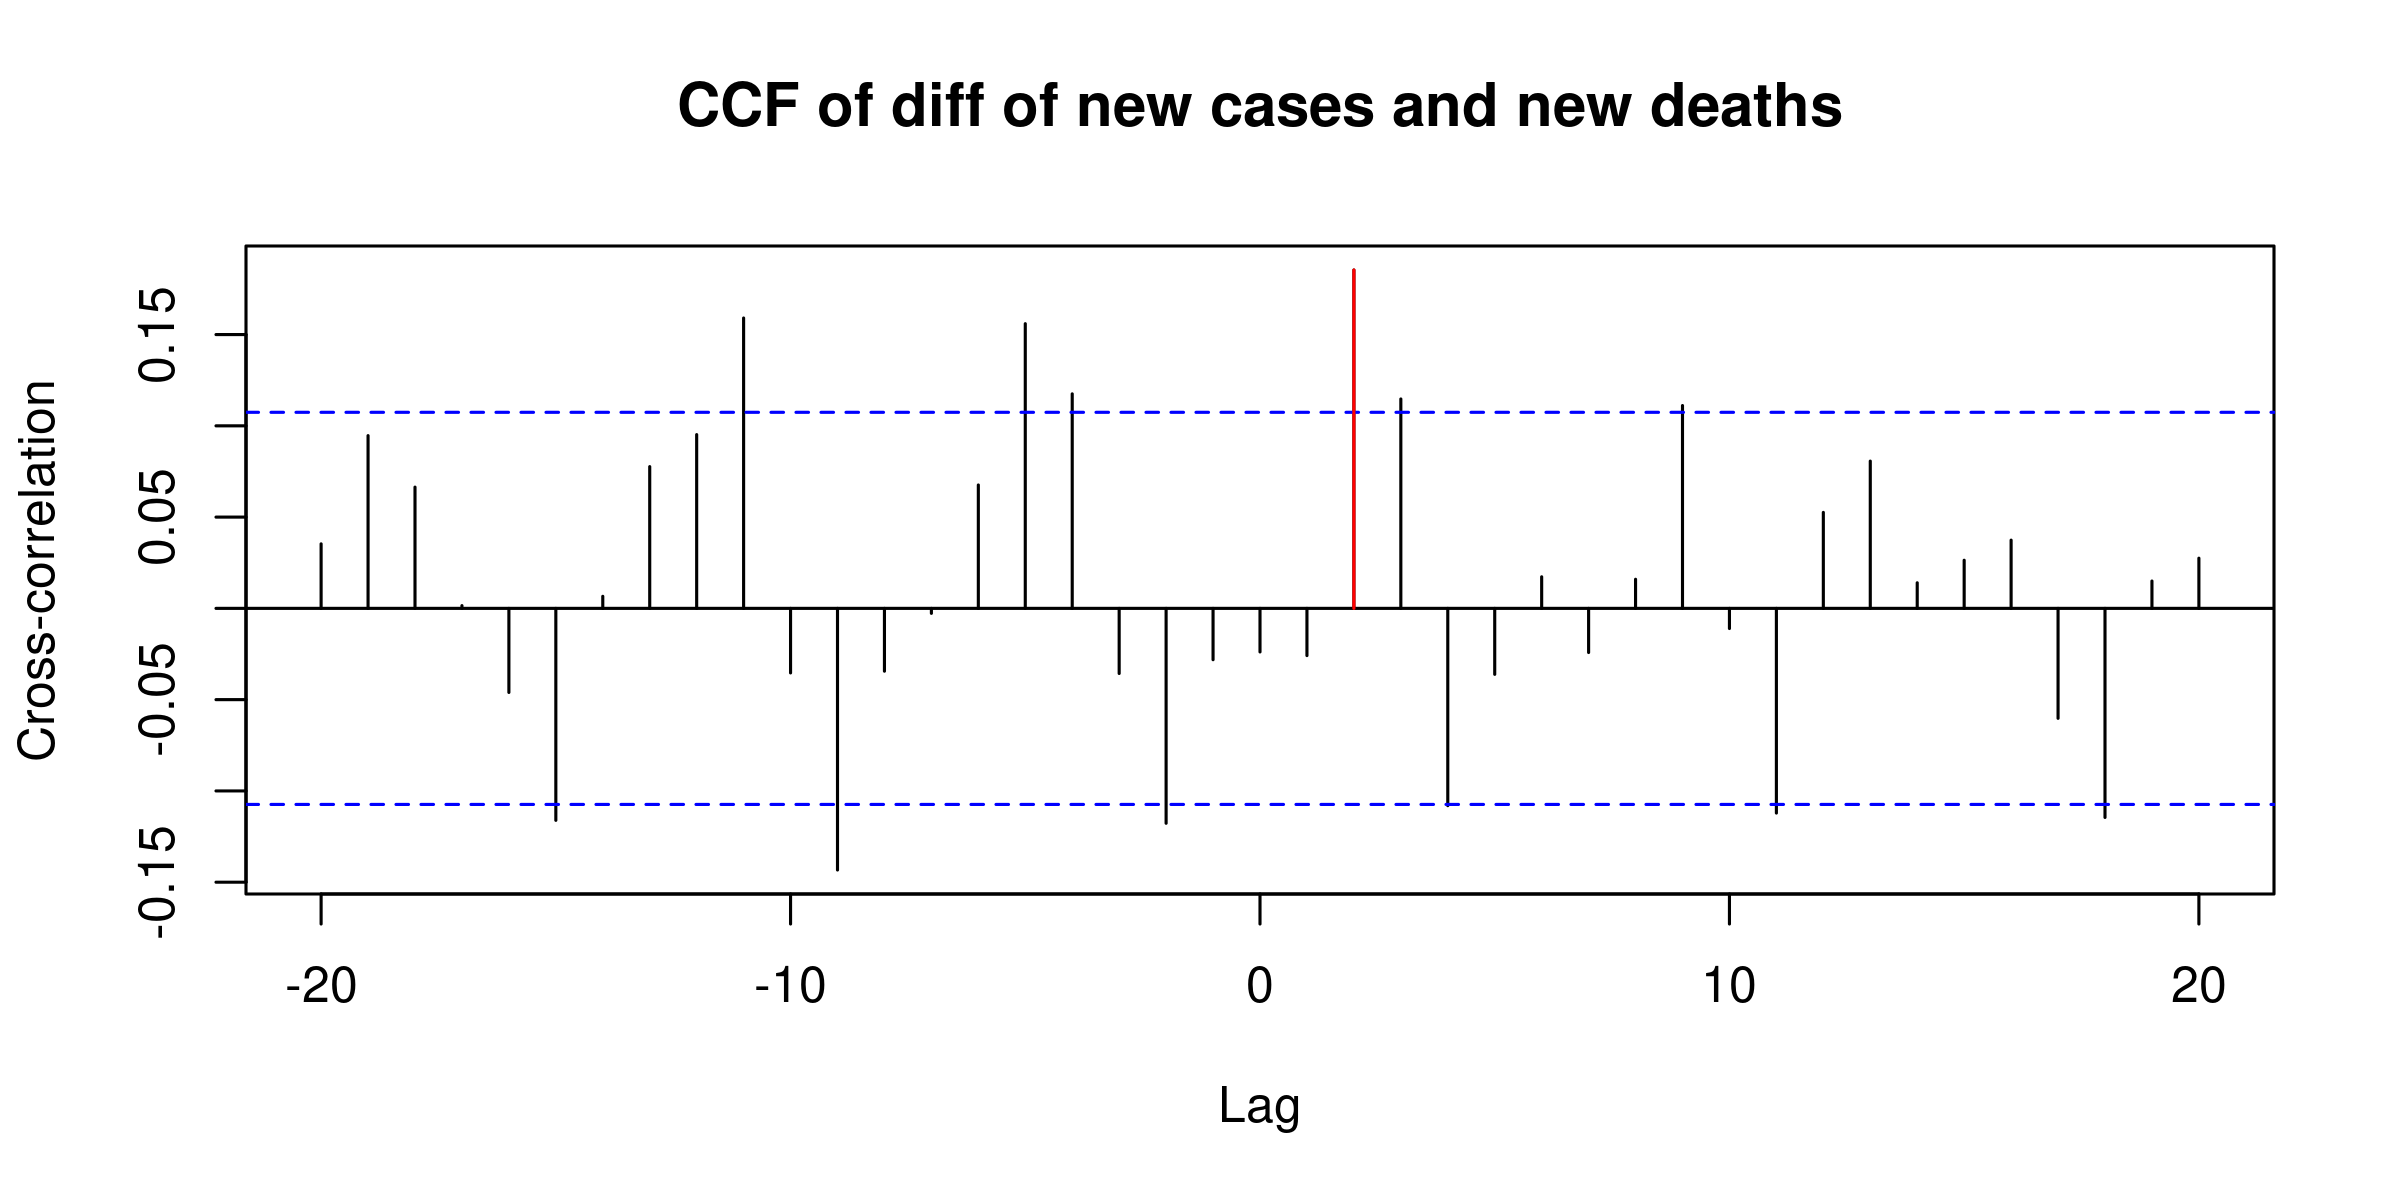 CCF of diff of new cases and new deaths
Cross-correlation
0.15
0.05
-0.05
-0.15
-20 -10 0 10 20
Lag